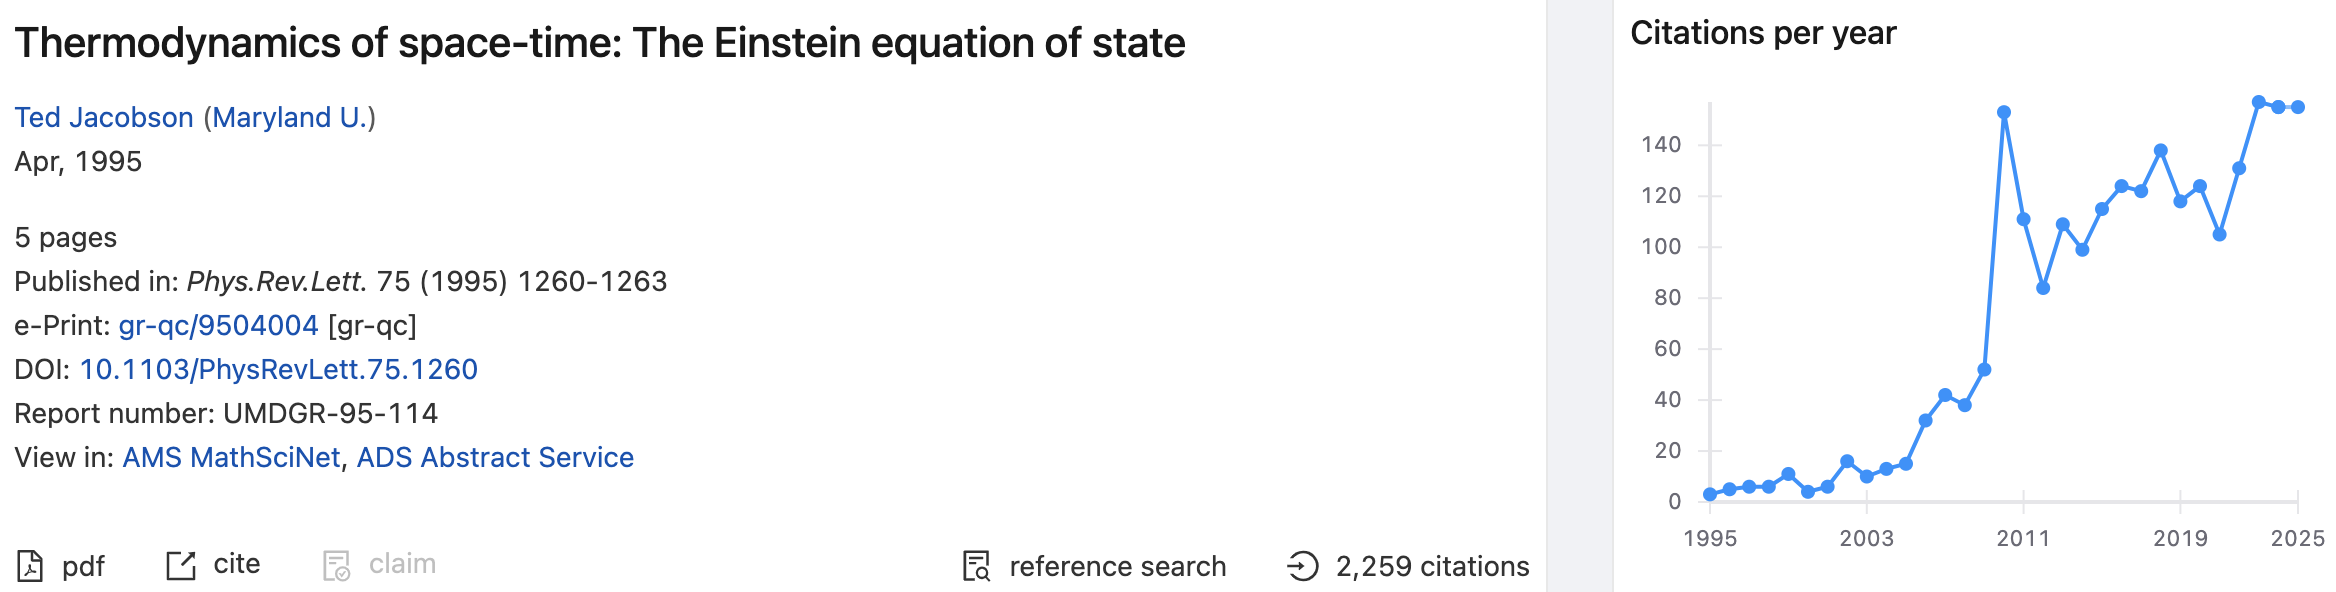 Thermodynamics of space-time: The Einstein equation of state
Ted Jacobson (Maryland U.)
Apr, 1995
5 pages
Published in: Phys.Rev.Lett. 75 (1995) 1260-1263
e-Print: gr-qc/9504004 [gr-qc]
DOI: 10.1103/PhysRevLett.75.1260
Report number: UMDGR-95-114
View in: AMS MathSciNet, ADS Abstract Service
pdf cite claim reference search 2,259 citations
Citations per year
140
120
100
80
60
40
20
0
1995 2003 2011 2019 2025